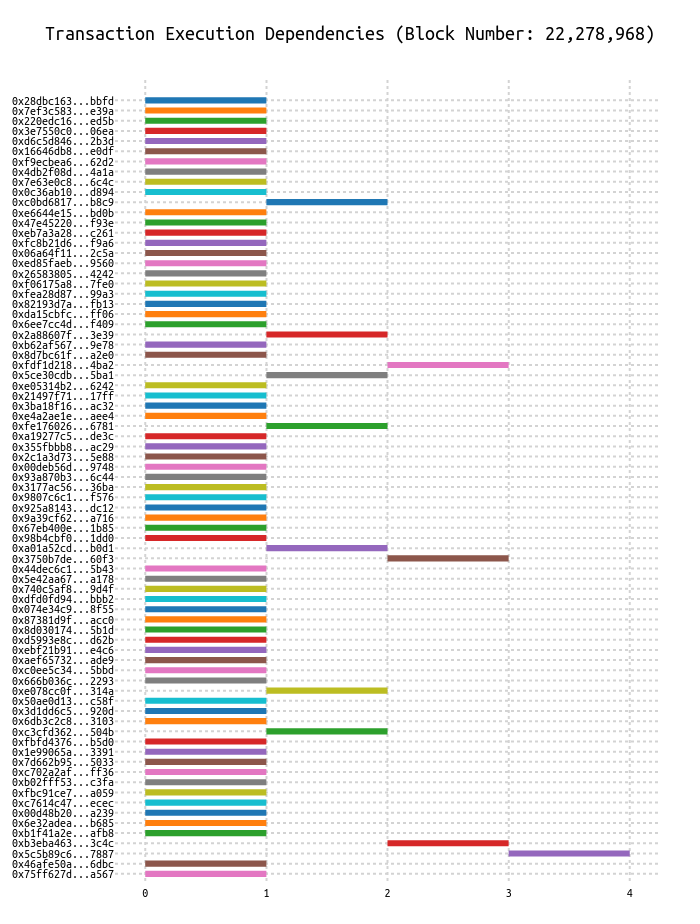 Transaction Execution Dependencies (Block Number: 22,278,968)
0x28dbc163...bbfd
0x7ef3c583...e39a
0x220edc16...ed5b
0x3e7550c0...06ea
0xd6c5d846...2b3d
0x16646db8...e0df
0xf9ecbea6...62d2
0x4db2f08d...4a1a
0x7e63e0c8...6c4c
0x0c36ab10...d894
0xc0bd6817...b8c9
0xe6644e15...bd0b
0x47e45220...f93e
0xeb7a3a28...c261
0xfc8b21d6...f9a6
0x06a64f11...2c5a
0xed85faeb...9560
0x26583805...4242
0xf06175a8...7fe0
0xfea28d87...99a3
0x82193d7a...fb13
0xda15cbfc...ff06
0x6ee7cc4d...f409
0x2a88607f...3e39
0xb62af567...9e78
0x8d7bc61f...a2e0
0xfdf1d218...4ba2
0x5ce30cdb...5ba1
0xe05314b2...6242
0x21497f71...17ff
0x3ba18f16...ac32
0xe4a2ae1e...aee4
0xfe176026...6781
0xa19277c5...de3c
0x355fbbb8...ac29
0x2c1a3d73...5e88
0x00deb56d...9748
0x93a870b3...6c44
0x3177ac56...36ba
0x9807c6c1...f576
0x925a8143...dc12
0x9a39cf62...a716
0x67eb400e...1b85
0x98b4cbf0...1dd0
0xa01a52cd...b0d1
0x3750b7de...60f3
0x44dec6c1...5b43
0x5e42aa67...a178
0x740c5af8...9d4f
0xdfd0fd94...bbb2
0x074e34c9...8f55
0x87381d9f...acc0
0x8d030174...5b1d
0xd5993e8c...d62b
0xebf21b91...e4c6
0xaef65732...ade9
0xc0ee5c34...5bbd
0x666b036c...2293
0xe078cc0f...314a
0x50ae0d13...c58f
0x3d1dd6c5...920d
0x6db3c2c8...3103
0xc3cfd362...504b
0xfbfd4376...b5d0
0x1e99065a...3391
0x7d662b95...5033
0xc702a2af...ff36
0xb02fff53...c3fa
0xfbc91ce7...a059
0xc7614c47...ecec
0x00d48b20...a239
0x6e32adea...b685
0xb1f41a2e...afb8
0xb3eba463...3c4c
0x5c5b89c6...7887
0x46afe50a...6dbc
0x75ff627d...a567
0 1 2 3 4